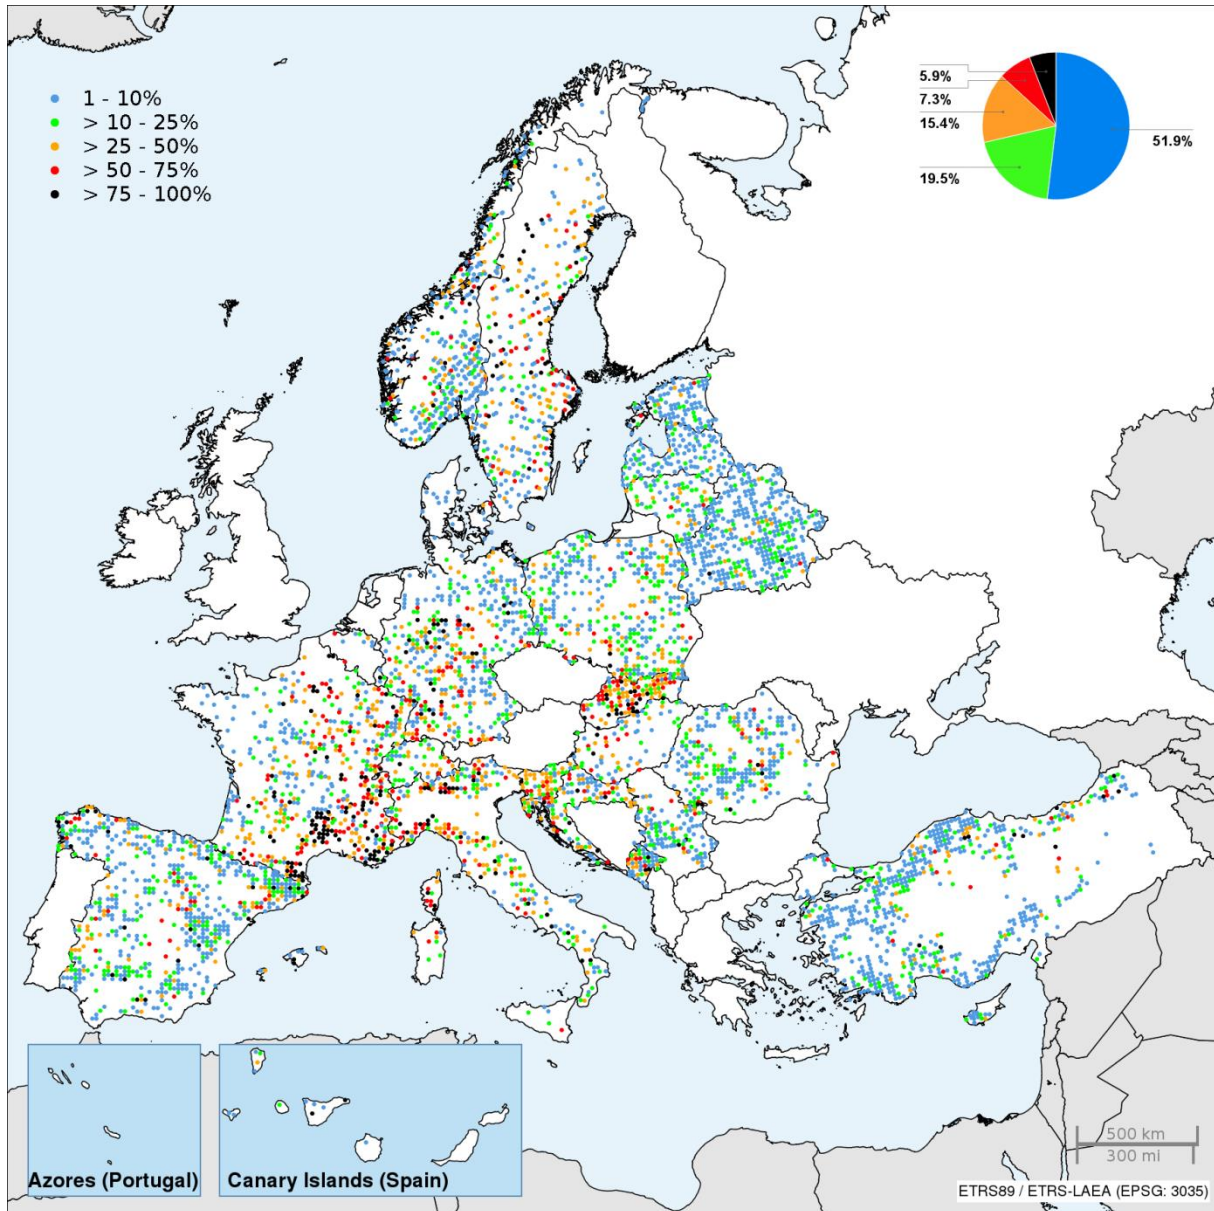 1 - 10%
> 10 - 25%
> 25 - 50%
> 50 - 75%
> 75 - 100%
5.9%
7.3%
15.4%
51.9%
19.5%
Azores (Portugal)
Canary Islands (Spain)
500 km
300 mi
ETRS89 / ETRS-LAEA (EPSG: 3035)